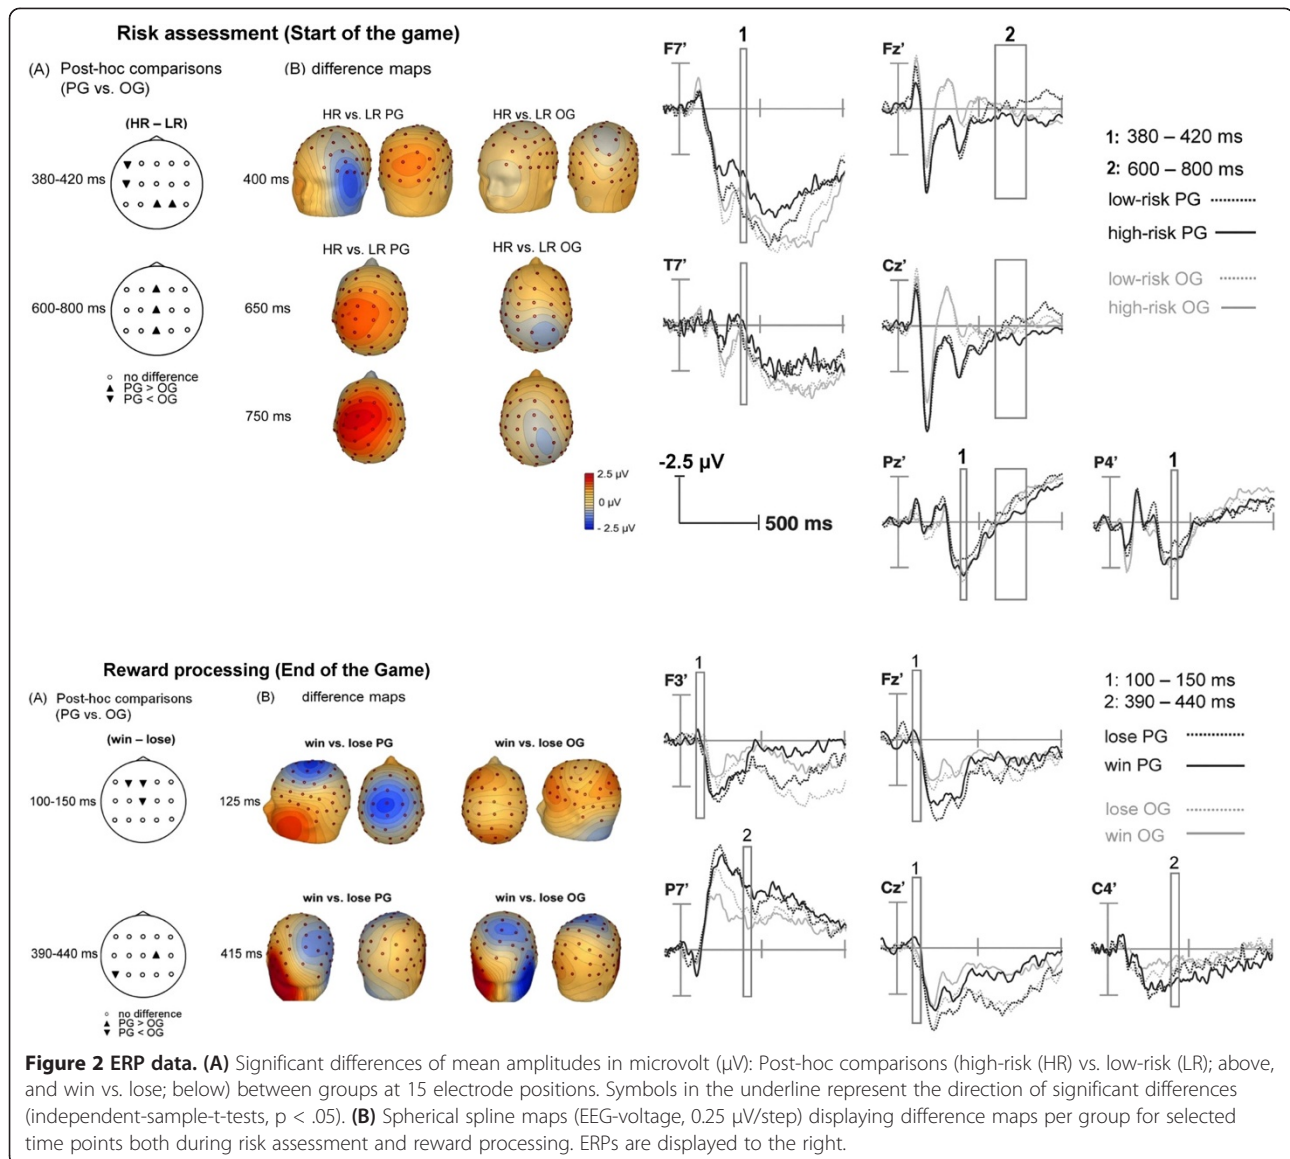 Risk assessment (Start of the game)
(A) Post-hoc comparisons
(PG vs. OG)
(B) difference maps
(HR – LR)
380-420 ms
600-800 ms
○ no difference
▲ PG > OG
▼ PG < OG
HR vs. LR PG
HR vs. LR OG
400 ms
HR vs. LR PG
HR vs. LR OG
650 ms
750 ms
2.5 µV
0 µV
- 2.5 µV
1
F7'
2
Fz'
T7'
Cz'
-2.5 µV
500 ms
Pz'
1
P4'
1
1: 380 – 420 ms
2: 600 – 800 ms
low-risk PG
high-risk PG
low-risk OG
high-risk OG
Reward processing (End of the Game)
(A) Post-hoc comparisons
(PG vs. OG)
(B) difference maps
(win – lose)
100-150 ms
390-440 ms
○ no difference
▲ PG > OG
▼ PG < OG
win vs. lose PG
win vs. lose OG
125 ms
win vs. lose PG
win vs. lose OG
415 ms
F3'
1
Fz'
1
P7'
2
Cz'
1
C4'
2
1: 100 – 150 ms
2: 390 – 440 ms
lose PG
win PG
lose OG
win OG
Figure 2 ERP data. (A) Significant differences of mean amplitudes in microvolt (µV): Post-hoc comparisons (high-risk (HR) vs. low-risk (LR); above,
and win vs. lose; below) between groups at 15 electrode positions. Symbols in the underline represent the direction of significant differences
(independent-sample-t-tests, p < .05). (B) Spherical spline maps (EEG-voltage, 0.25 µV/step) displaying difference maps per group for selected
time points both during risk assessment and reward processing. ERPs are displayed to the right.